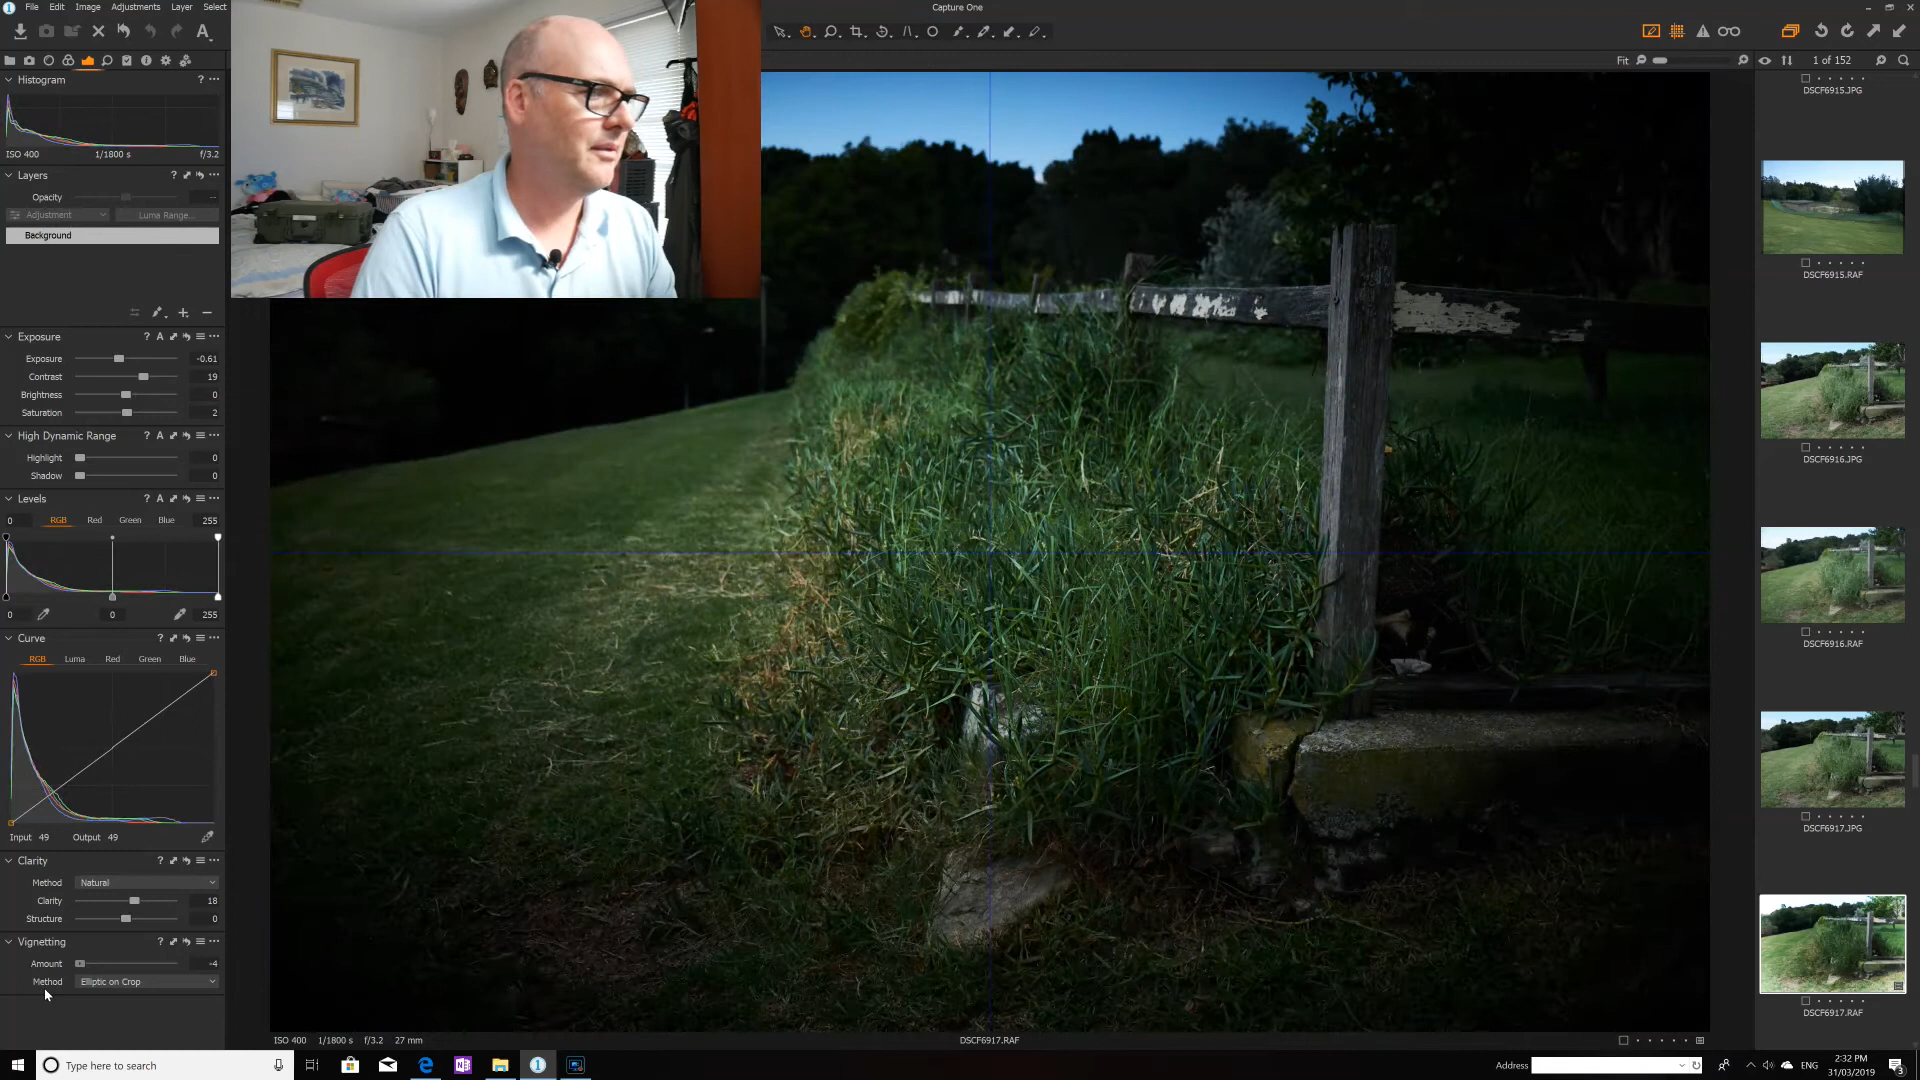 File Edit Image Adjustments Layer Select
Capture One
Fit
1 of 152
Histogram
ISO 400 1/1800 s f/3.2
Layers
Opacity
Adjustment Luma Range...
Background
Exposure
Exposure -0.61
Contrast 19
Brightness 0
Saturation 2
High Dynamic Range
Highlight 0
Shadow 0
Levels
0 RGB Red Green Blue 255
0 0 255
Curve
RGB Luma Red Green Blue
Input 49 Output 49
Clarity
Method Natural
Clarity 18
Structure 0
Vignetting
Amount -4
Method Elliptic on Crop
ISO 400 1/1800 s f/3.2 27 mm
DSCF6917.RAF
DSCF6915.JPG
DSCF6915.RAF
DSCF6916.JPG
DSCF6916.RAF
DSCF6917.JPG
DSCF6917.RAF
Type here to search
Address
ENG
2:32 PM
31/03/2019